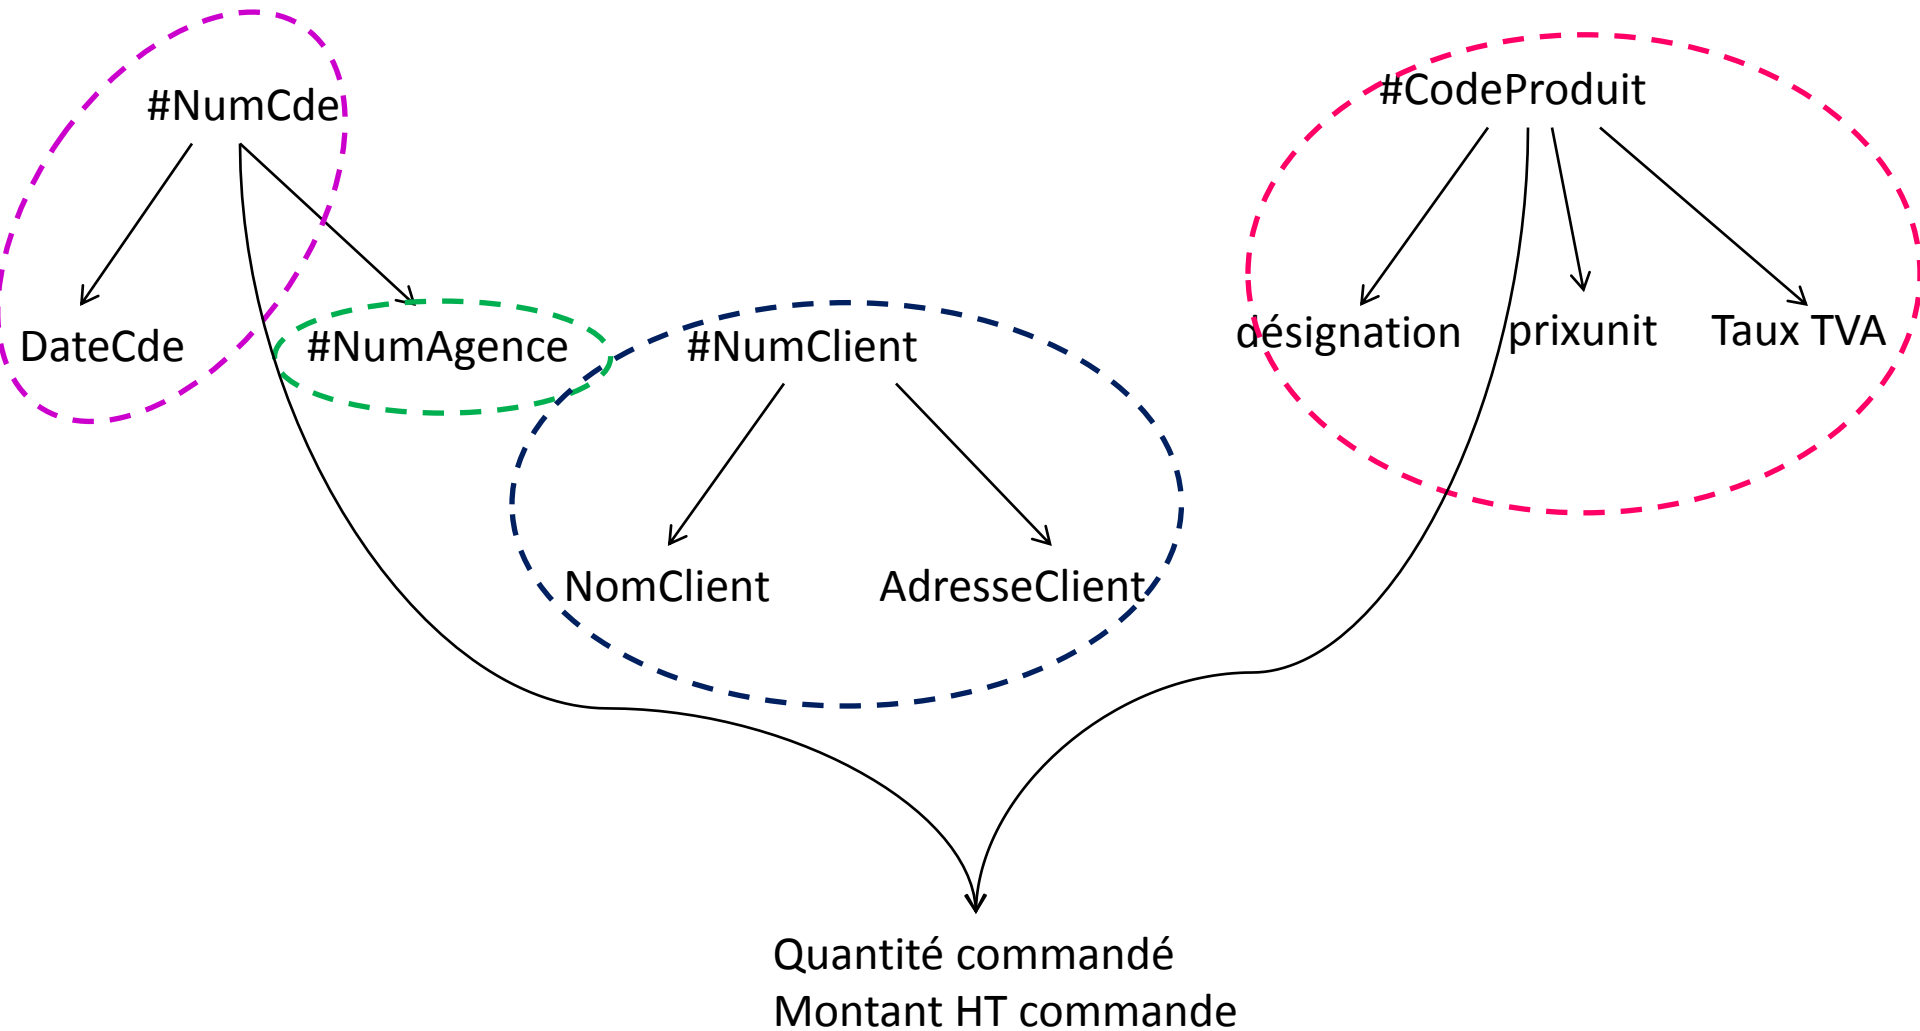 #NumCde
#CodeProduit
DateCde
#NumAgence
#NumClient
désignation
prixunit
Taux TVA
NomClient
AdresseClient
Quantité commandé
Montant HT commande